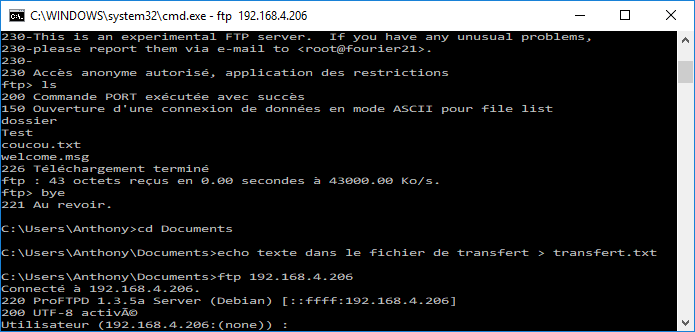 C:\WINDOWS\system32\cmd.exe - ftp 192.168.4.206
230-This is an experimental FTP server.  If you have any unusual problems,
230-please report them via e-mail to <root@fourier21>.
230-
230 Accès anonyme autorisé, application des restrictions
ftp> ls
200 Commande PORT exécutée avec succès
150 Ouverture d'une connexion de données en mode ASCII pour file list
dossier
Test
coucou.txt
welcome.msg
226 Téléchargement terminé
ftp : 43 octets reçus en 0.00 secondes à 43000.00 Ko/s.
ftp> bye
221 Au revoir.
C:\Users\Anthony>cd Documents
C:\Users\Anthony\Documents>echo texte dans le fichier de transfert > transfert.txt
C:\Users\Anthony\Documents>ftp 192.168.4.206
Connecté à 192.168.4.206.
220 ProFTPD 1.3.5a Server (Debian) [::ffff:192.168.4.206]
200 UTF-8 activÃ©
Utilisateur (192.168.4.206:(none)) :